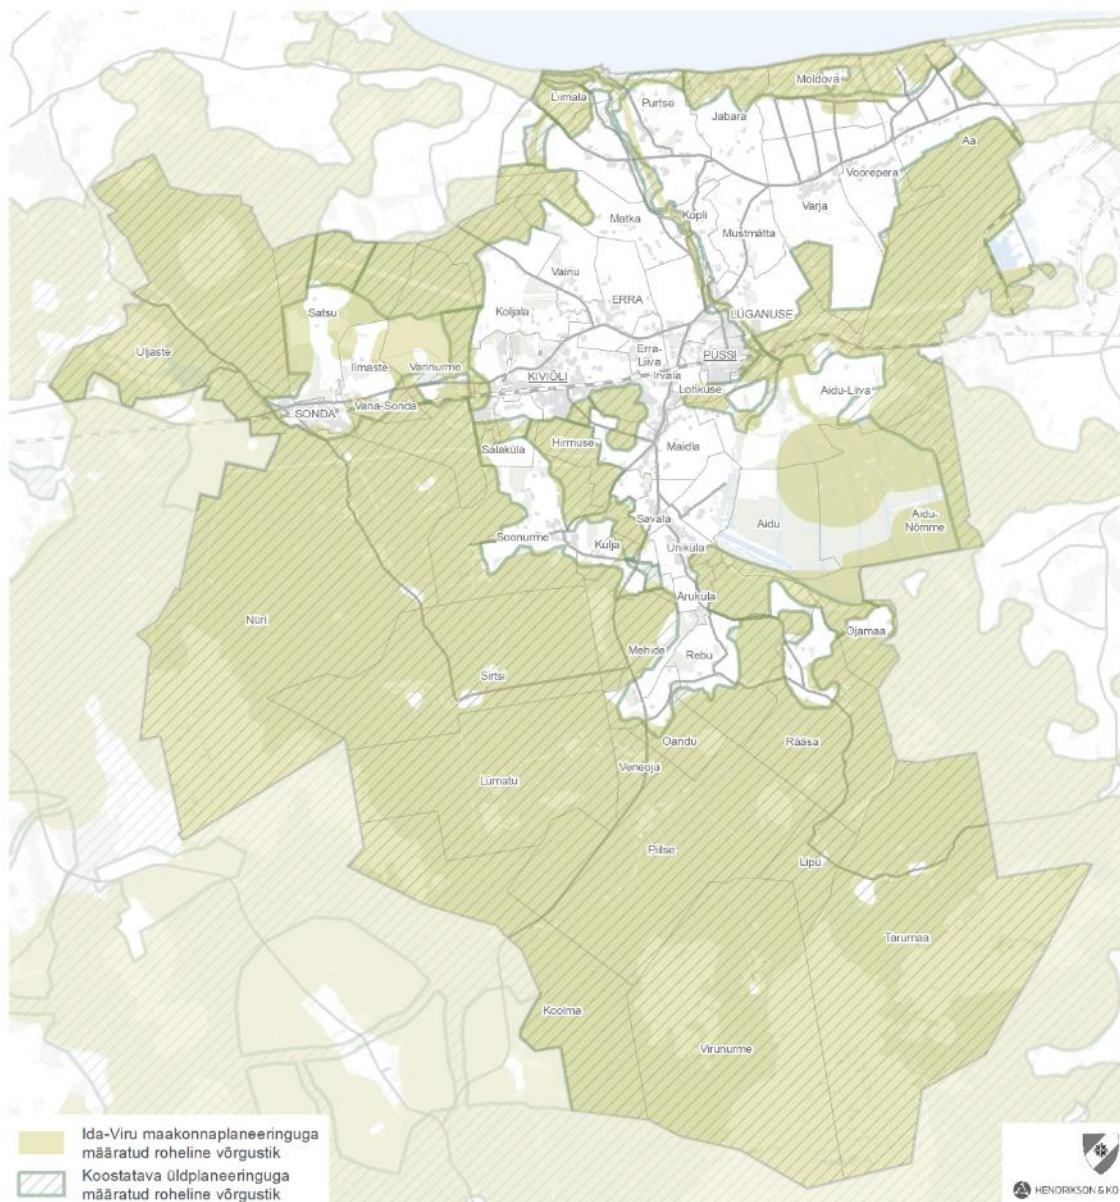 Liimala
Purtse
Moldova
Jabara
Aa
Voorepera
Varja
Matka
Kopli
Mustmätta
Vainu
ERRA
LÜGANUSE
Satsu
Koljala
Uljaste
Ilmaste
Varinurme
Erra-
Liiva
PÜSSI
KIVIÕLI
Irvala
Lohkuse
Aidu-Liiva
SONDA
Vana-Sonda
Salaküla
Hirmuse
Maidla
Savala
Aidu
Aidu-
Nõmme
Soonurme
Kulja
Uniküla
Arukula
Nüri
Ojamaa
Mehide
Rebu
Sirtsi
Oandu
Rääsa
Veneoja
Lümatu
Piilse
Lipu
Tarumaa
Koolma
Virunurme
Ida-Viru maakonnaplaneeringuga
määratud roheline võrgustik
Koostatava üldplaneeringuga
määratud roheline võrgustik
HENDRIKSON & KO